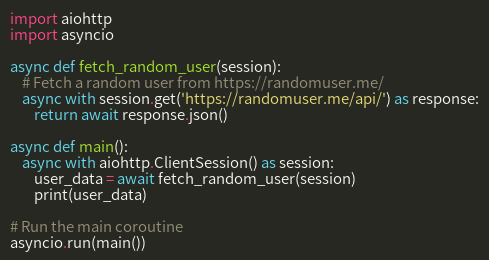 import aiohttp
import asyncio

async def fetch_random_user(session):
    # Fetch a random user from https://randomuser.me/
    async with session.get('https://randomuser.me/api/') as response:
        return await response.json()

async def main():
    async with aiohttp.ClientSession() as session:
        user_data = await fetch_random_user(session)
        print(user_data)

# Run the main coroutine
asyncio.run(main())